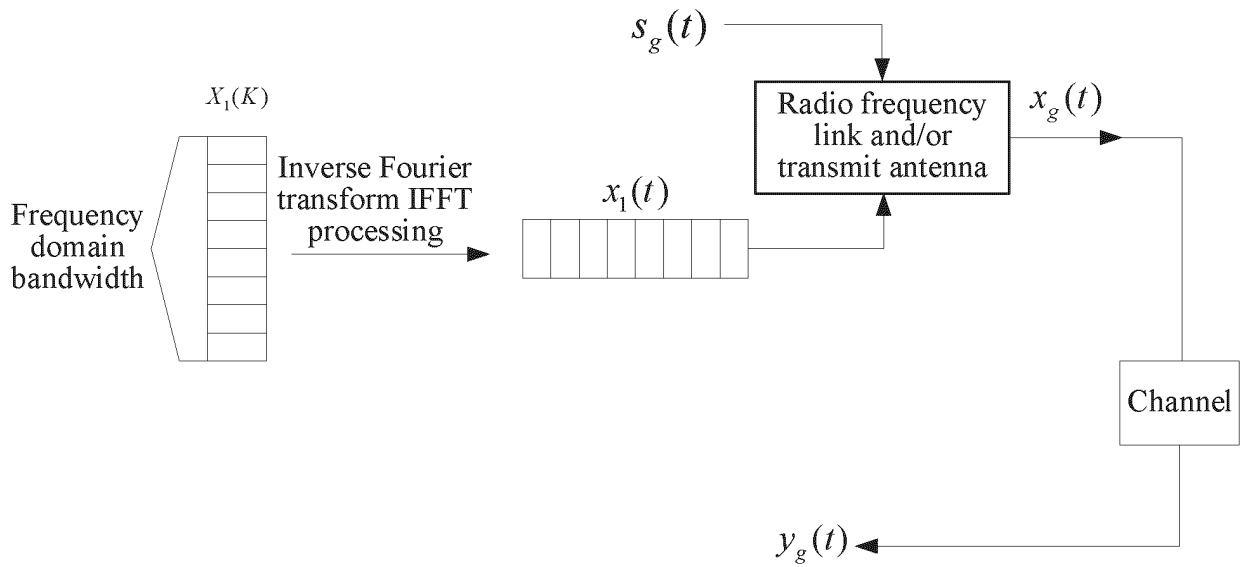 s_g(t)
X_1(K)
Radio frequency
link and/or
transmit antenna
x_g(t)
Inverse Fourier
transform IFFT
processing
x_1(t)
Frequency
domain
bandwidth
Channel
y_g(t)